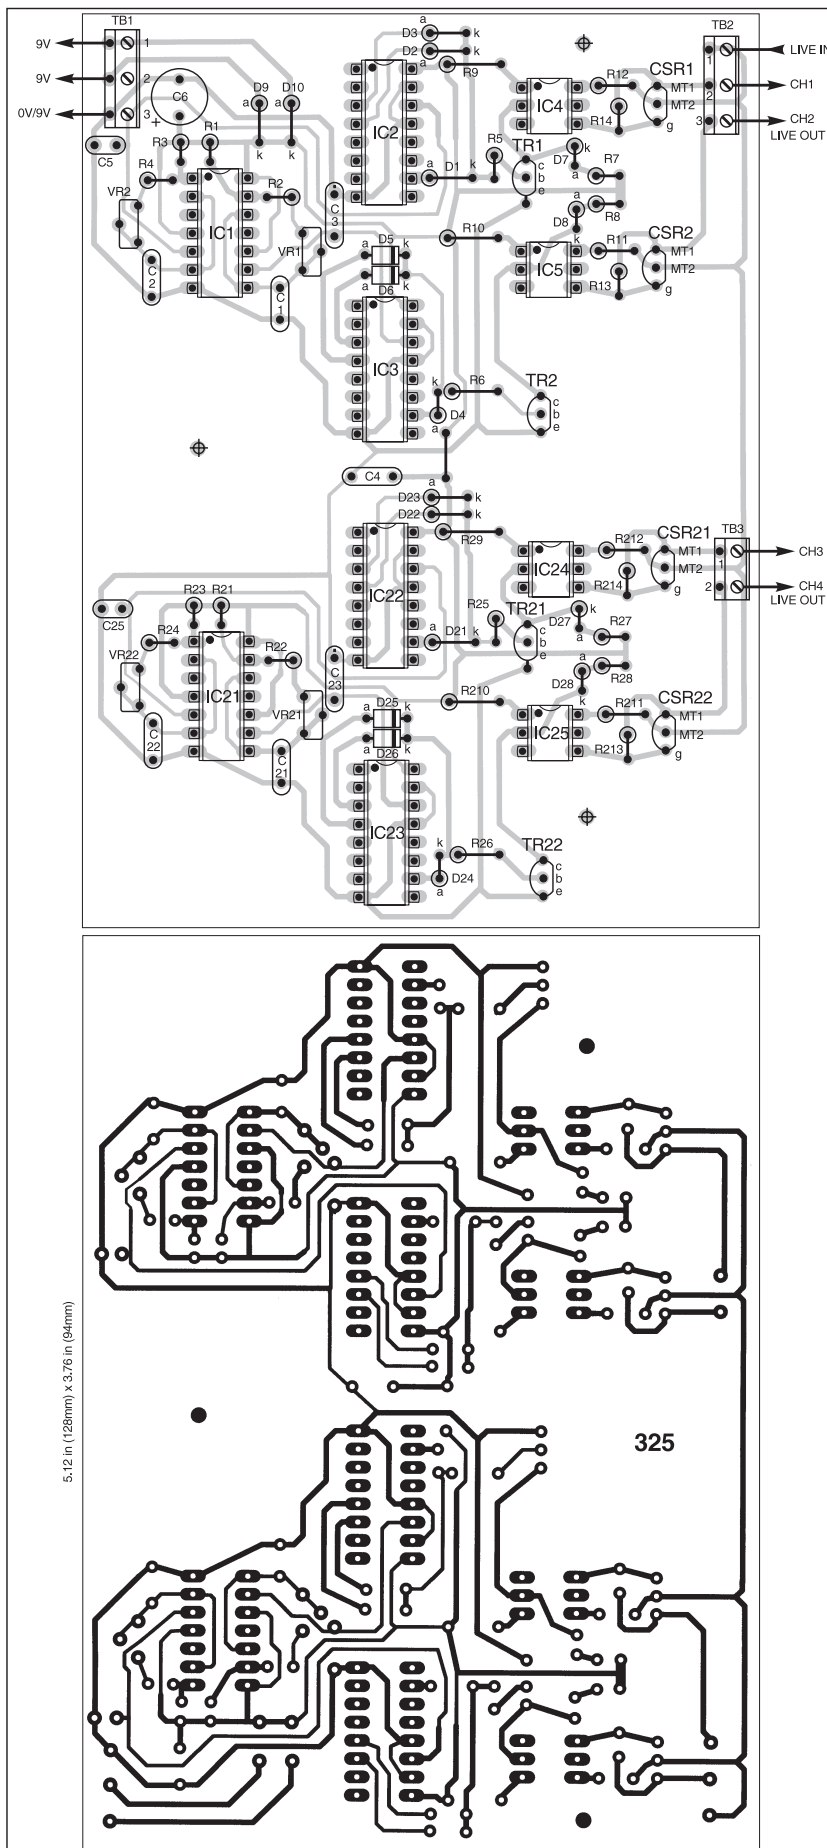 TB1
9V
1
9V
2
0V/9V
3
C6
+
D9
D10
a
a
k
k
C5
R3
R1
R4
VR2
R2
IC1
VR1
C2
C1
C3
D3
a
k
D2
a
k
R9
IC2
a
D1
k
R5
IC4
R12
R14
CSR1
MT1
MT2
g
TB2
1
LIVE IN
2
CH1
3
CH2
LIVE OUT
TR1
c
b
e
k
D7
a
R7
a
D8
k
R8
R10
D5
a
k
a
k
D6
IC3
IC5
R11
R13
CSR2
MT1
MT2
g
k
R6
D4
a
TR2
c
b
e
C4
a
D23
k
D22
k
R29
IC22
IC24
R212
R214
CSR21
MT1
MT2
g
TB3
1
CH3
2
CH4
LIVE OUT
C25
R23
R21
R24
VR22
R22
IC21
VR21
C22
C21
C23
a
D21
k
R25
TR21
c
b
e
k
D27
a
R27
a
D28
k
R28
R210
D25
a
k
a
k
D26
IC23
IC25
R211
R213
CSR22
MT1
MT2
g
k
R26
D24
a
TR22
c
b
e
5.12 in (128mm) x 3.76 in (94mm)
325